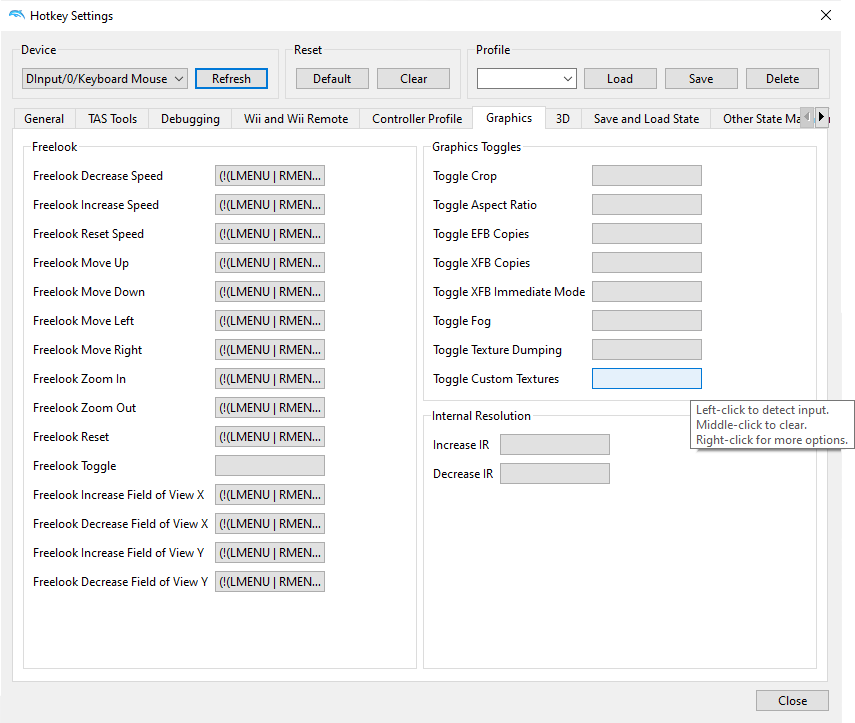 Hotkey Settings
Device
Reset
Profile
DInput/0/Keyboard Mouse
Refresh
Default
Clear
Load
Save
Delete
General
TAS Tools
Debugging
Wii and Wii Remote
Controller Profile
Graphics
3D
Save and Load State
Other State
Freelook
Freelook Decrease Speed (!(LMENU | RMEN...
Freelook Increase Speed (!(LMENU | RMEN...
Freelook Reset Speed (!(LMENU | RMEN...
Freelook Move Up (!(LMENU | RMEN...
Freelook Move Down (!(LMENU | RMEN...
Freelook Move Left (!(LMENU | RMEN...
Freelook Move Right (!(LMENU | RMEN...
Freelook Zoom In (!(LMENU | RMEN...
Freelook Zoom Out (!(LMENU | RMEN...
Freelook Reset (!(LMENU | RMEN...
Freelook Toggle
Freelook Increase Field of View X (!(LMENU | RMEN...
Freelook Decrease Field of View X (!(LMENU | RMEN...
Freelook Increase Field of View Y (!(LMENU | RMEN...
Freelook Decrease Field of View Y (!(LMENU | RMEN...
Graphics Toggles
Toggle Crop
Toggle Aspect Ratio
Toggle EFB Copies
Toggle XFB Copies
Toggle XFB Immediate Mode
Toggle Fog
Toggle Texture Dumping
Toggle Custom Textures
Internal Resolution
Increase IR
Decrease IR
Left-click to detect input.
Middle-click to clear.
Right-click for more options.
Close